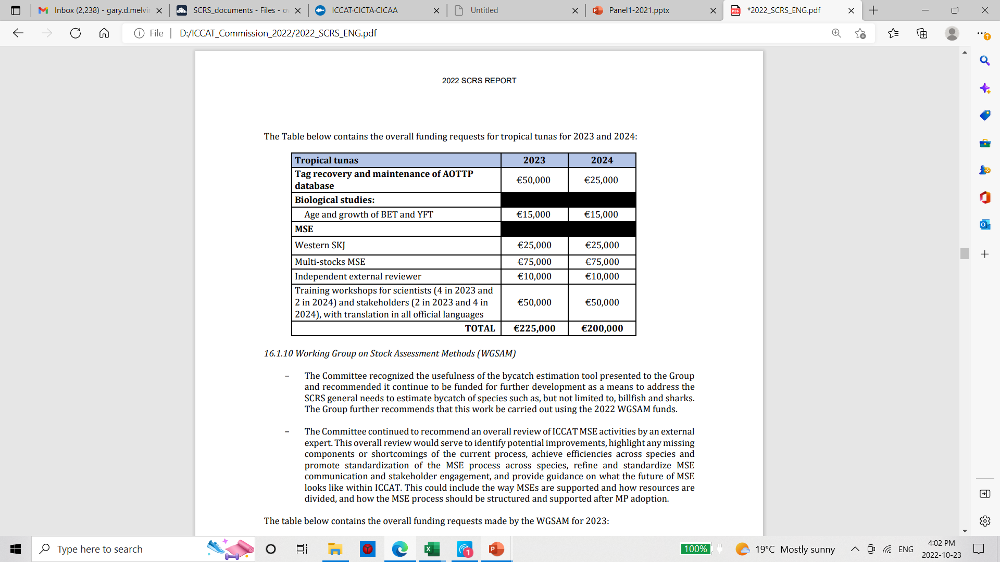 Inbox (2,238) - gary.d.melvi
SCRS_documents - Files - o
ICCAT·CICTA·CICAA
Untitled
Panel1-2021.pptx
*2022_SCRS_ENG.pdf
File
D:/ICCAT_Commission_2022/2022_SCRS_ENG.pdf
2022 SCRS REPORT
The Table below contains the overall funding requests for tropical tunas for 2023 and 2024:
Tropical tunas 2023 2024
Tag recovery and maintenance of AOTTP
database €50,000 €25,000
Biological studies:
Age and growth of BET and YFT €15,000 €15,000
MSE
Western SKJ €25,000 €25,000
Multi-stocks MSE €75,000 €75,000
Independent external reviewer €10,000 €10,000
Training workshops for scientists (4 in 2023 and
2 in 2024) and stakeholders (2 in 2023 and 4 in €50,000 €50,000
2024), with translation in all official languages
TOTAL €225,000 €200,000
16.1.10 Working Group on Stock Assessment Methods (WGSAM)
– The Committee recognized the usefulness of the bycatch estimation tool presented to the Group
and recommended it continue to be funded for further development as a means to address the
SCRS general needs to estimate bycatch of species such as, but not limited to, billfish and sharks.
The Group further recommends that this work be carried out using the 2022 WGSAM funds.
– The Committee continued to recommend an overall review of ICCAT MSE activities by an external
expert. This overall review would serve to identify potential improvements, highlight any missing
components or shortcomings of the current process, achieve efficiencies across species and
promote standardization of the MSE process across species, refine and standardize MSE
communication and stakeholder engagement, and provide guidance on what the future of MSE
looks like within ICCAT. This could include the way MSEs are supported and how resources are
divided, and how the MSE process should be structured and supported after MP adoption.
The table below contains the overall funding requests made by the WGSAM for 2023:
Type here to search
1
100%
19°C Mostly sunny
ENG
4:02 PM
2022-10-23